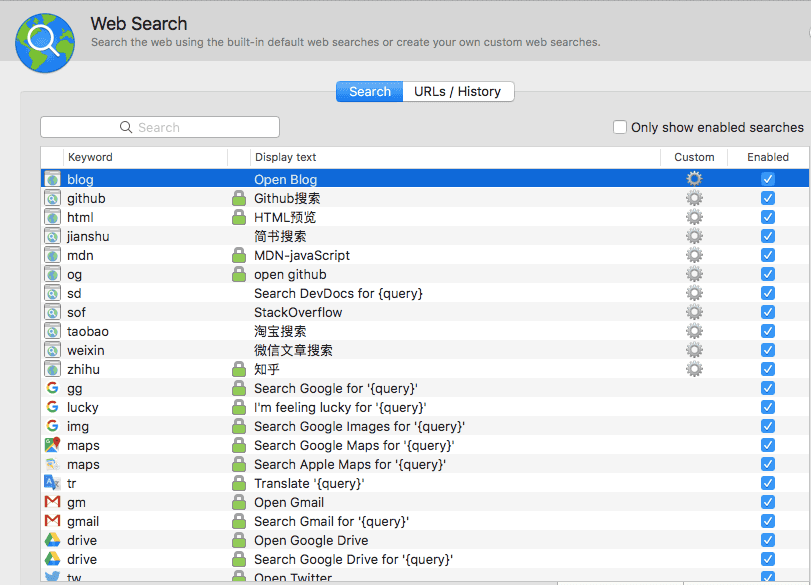 Web Search
Search the web using the built-in default web searches or create your own custom web searches.
Search URLs / History
Search Only show enabled searches
Keyword Display text Custom Enabled
blog Open Blog
github Github搜索
html HTML预览
jianshu 简书搜索
mdn MDN-javaScript
og open github
sd Search DevDocs for {query}
sof StackOverflow
taobao 淘宝搜索
weixin 微信文章搜索
zhihu 知乎
gg Search Google for '{query}'
lucky I'm feeling lucky for '{query}'
img Search Google Images for '{query}'
maps Search Google Maps for '{query}'
maps Search Apple Maps for '{query}'
tr Translate '{query}'
gm Open Gmail
gmail Search Gmail for '{query}'
drive Open Google Drive
drive Search Google Drive for '{query}'
tw Open Twitter